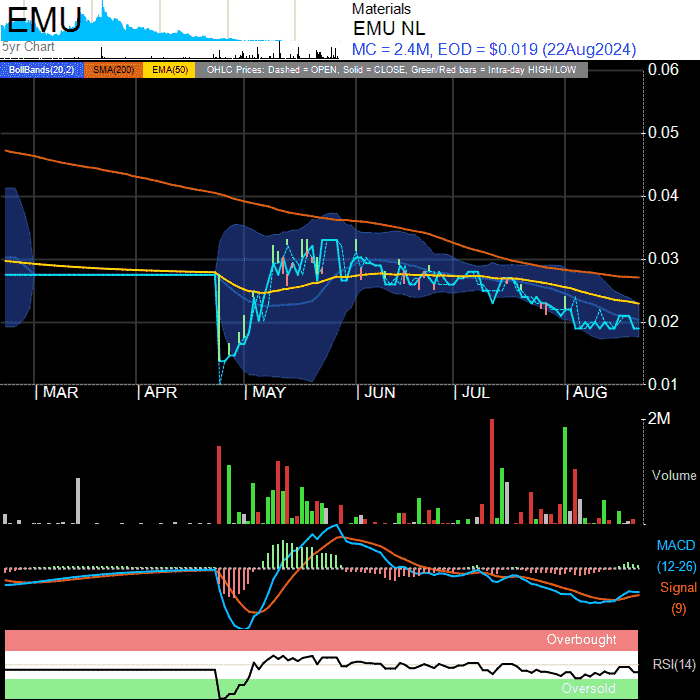 EMU
5yr Chart
Materials
EMU NL
MC = 2.4M, EOD = $0.019 (22Aug2024)
BollBands(20,2) SMA(200) EMA(50) OHLC Prices: Dashed = OPEN, Solid = CLOSE, Green/Red bars = Intra-day HIGH/LOW
0.06
0.05
0.04
0.03
0.02
0.01
| MAR | APR | MAY | JUN | JUL | AUG
2M
Volume
MACD
(12-26)
Signal
(9)
Overbought
RSI(14)
Oversold